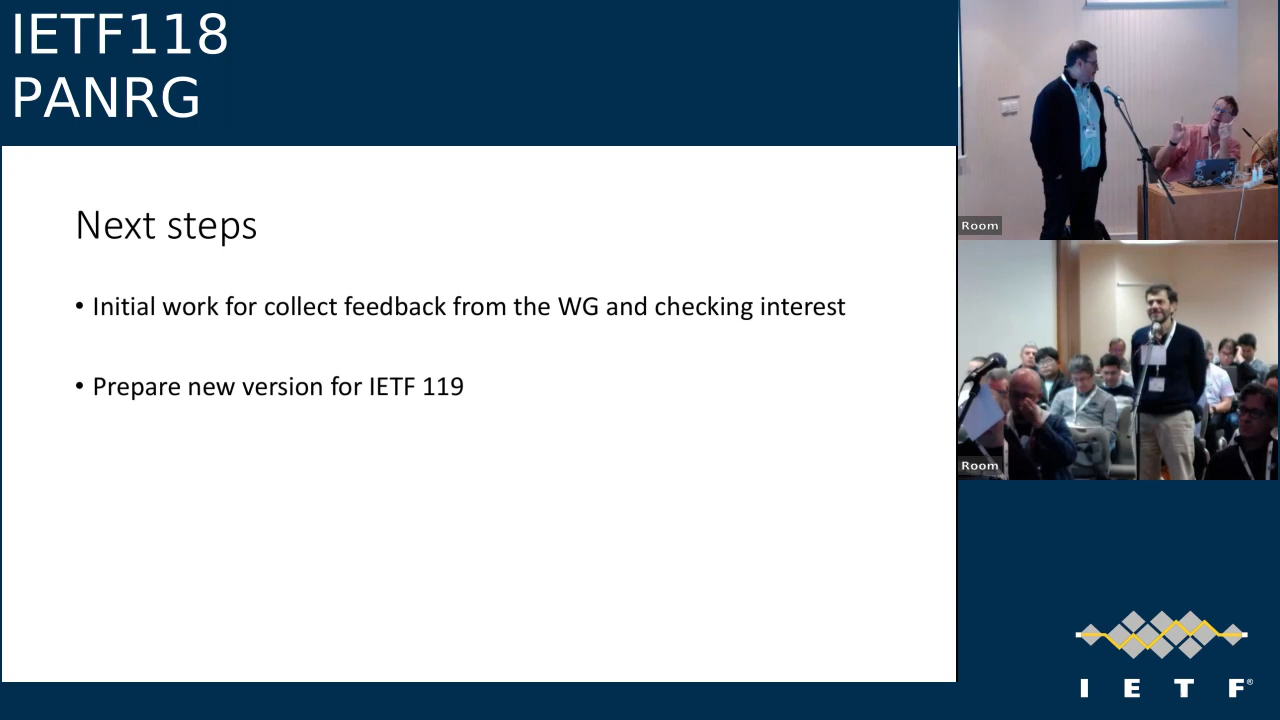 IETF118
PANRG
Next steps
• Initial work for collect feedback from the WG and checking interest
• Prepare new version for IETF 119
Room
Room
I E T F®